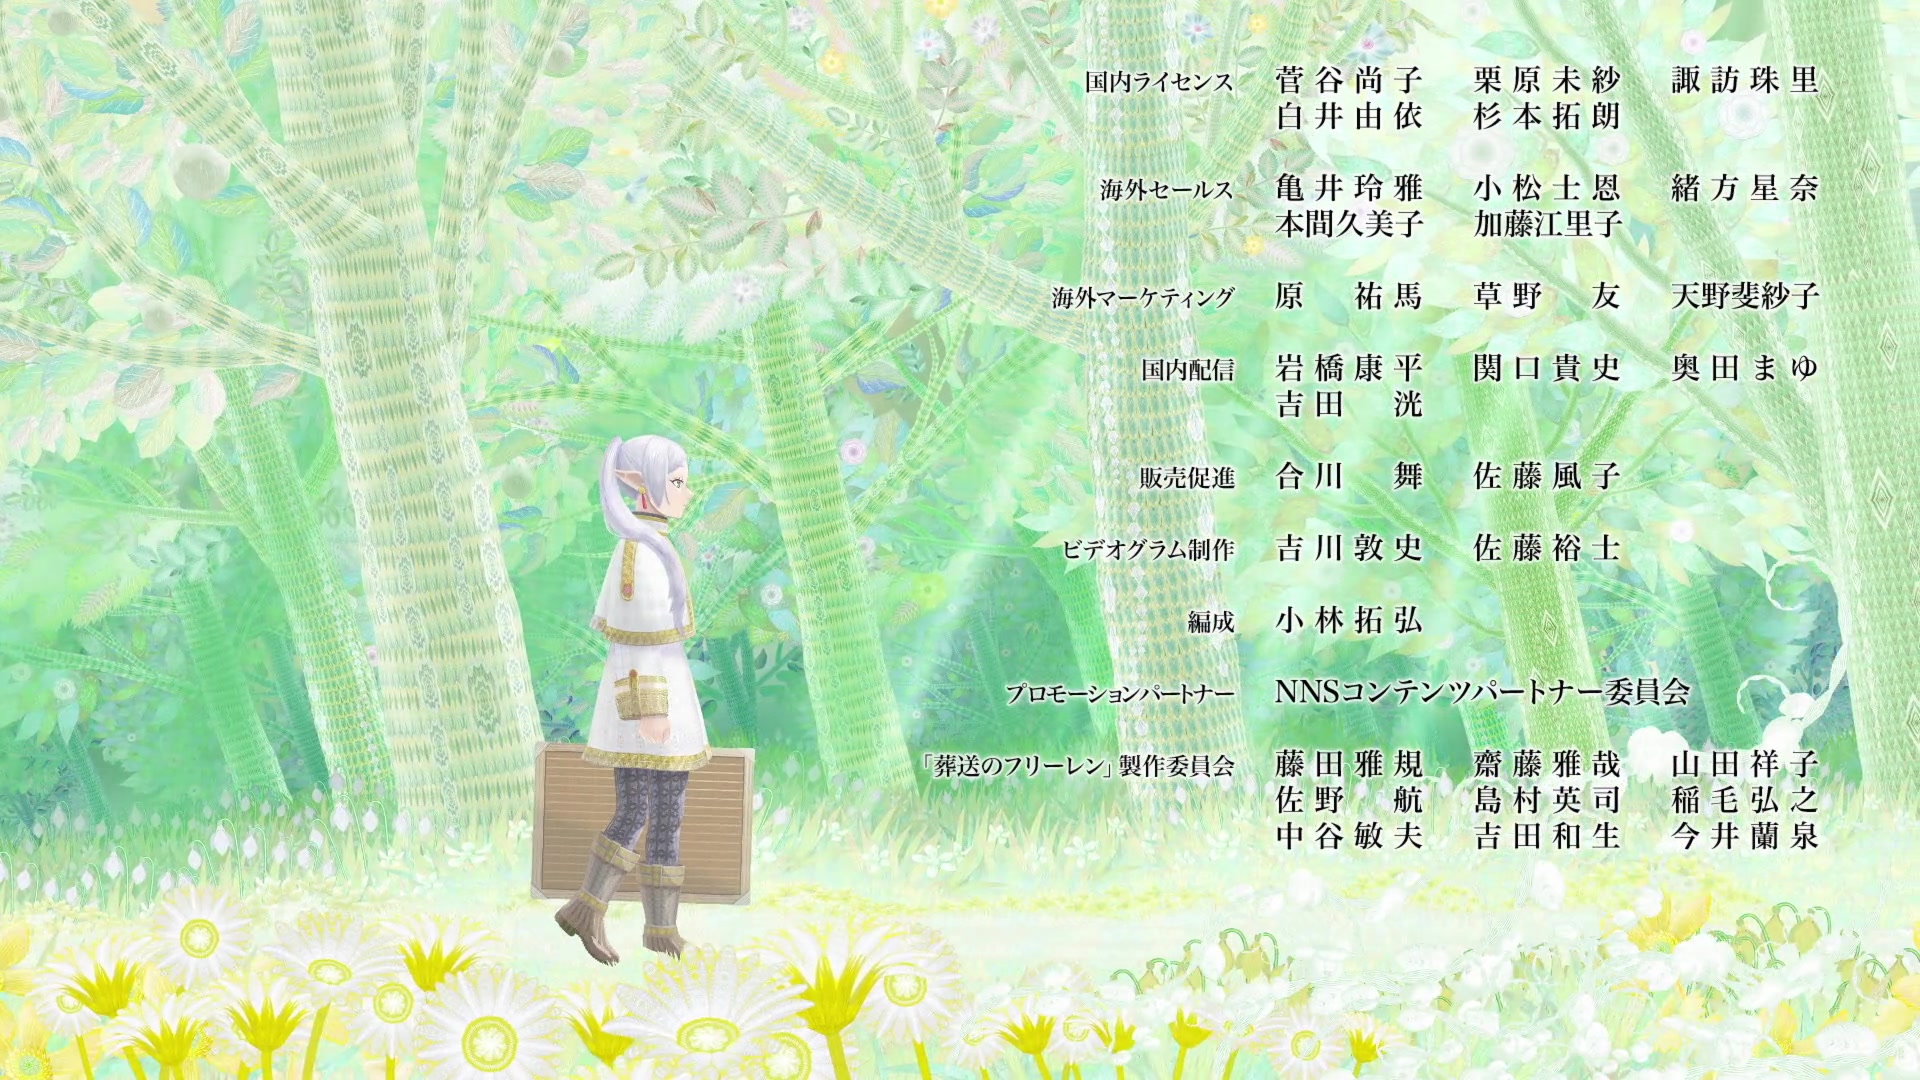 国内ライセンス 菅谷尚子 栗原未紗 諏訪珠里
白井由依 杉本拓朗
海外セールス 亀井玲雅 小松士恩 緒方星奈
本間久美子 加藤江里子
海外マーケティング 原 祐馬 草野 友 天野斐紗子
国内配信 岩橋康平 関口貴史 奥田まゆ
吉田 洸
販売促進 合川 舞 佐藤風子
ビデオグラム制作 吉川敦史 佐藤裕士
編成 小林拓弘
プロモーションパートナー NNSコンテンツパートナー委員会
「葬送のフリーレン」製作委員会 藤田雅規 齋藤雅哉 山田祥子
佐野 航 島村英司 稲毛弘之
中谷敏夫 吉田和生 今井蘭泉